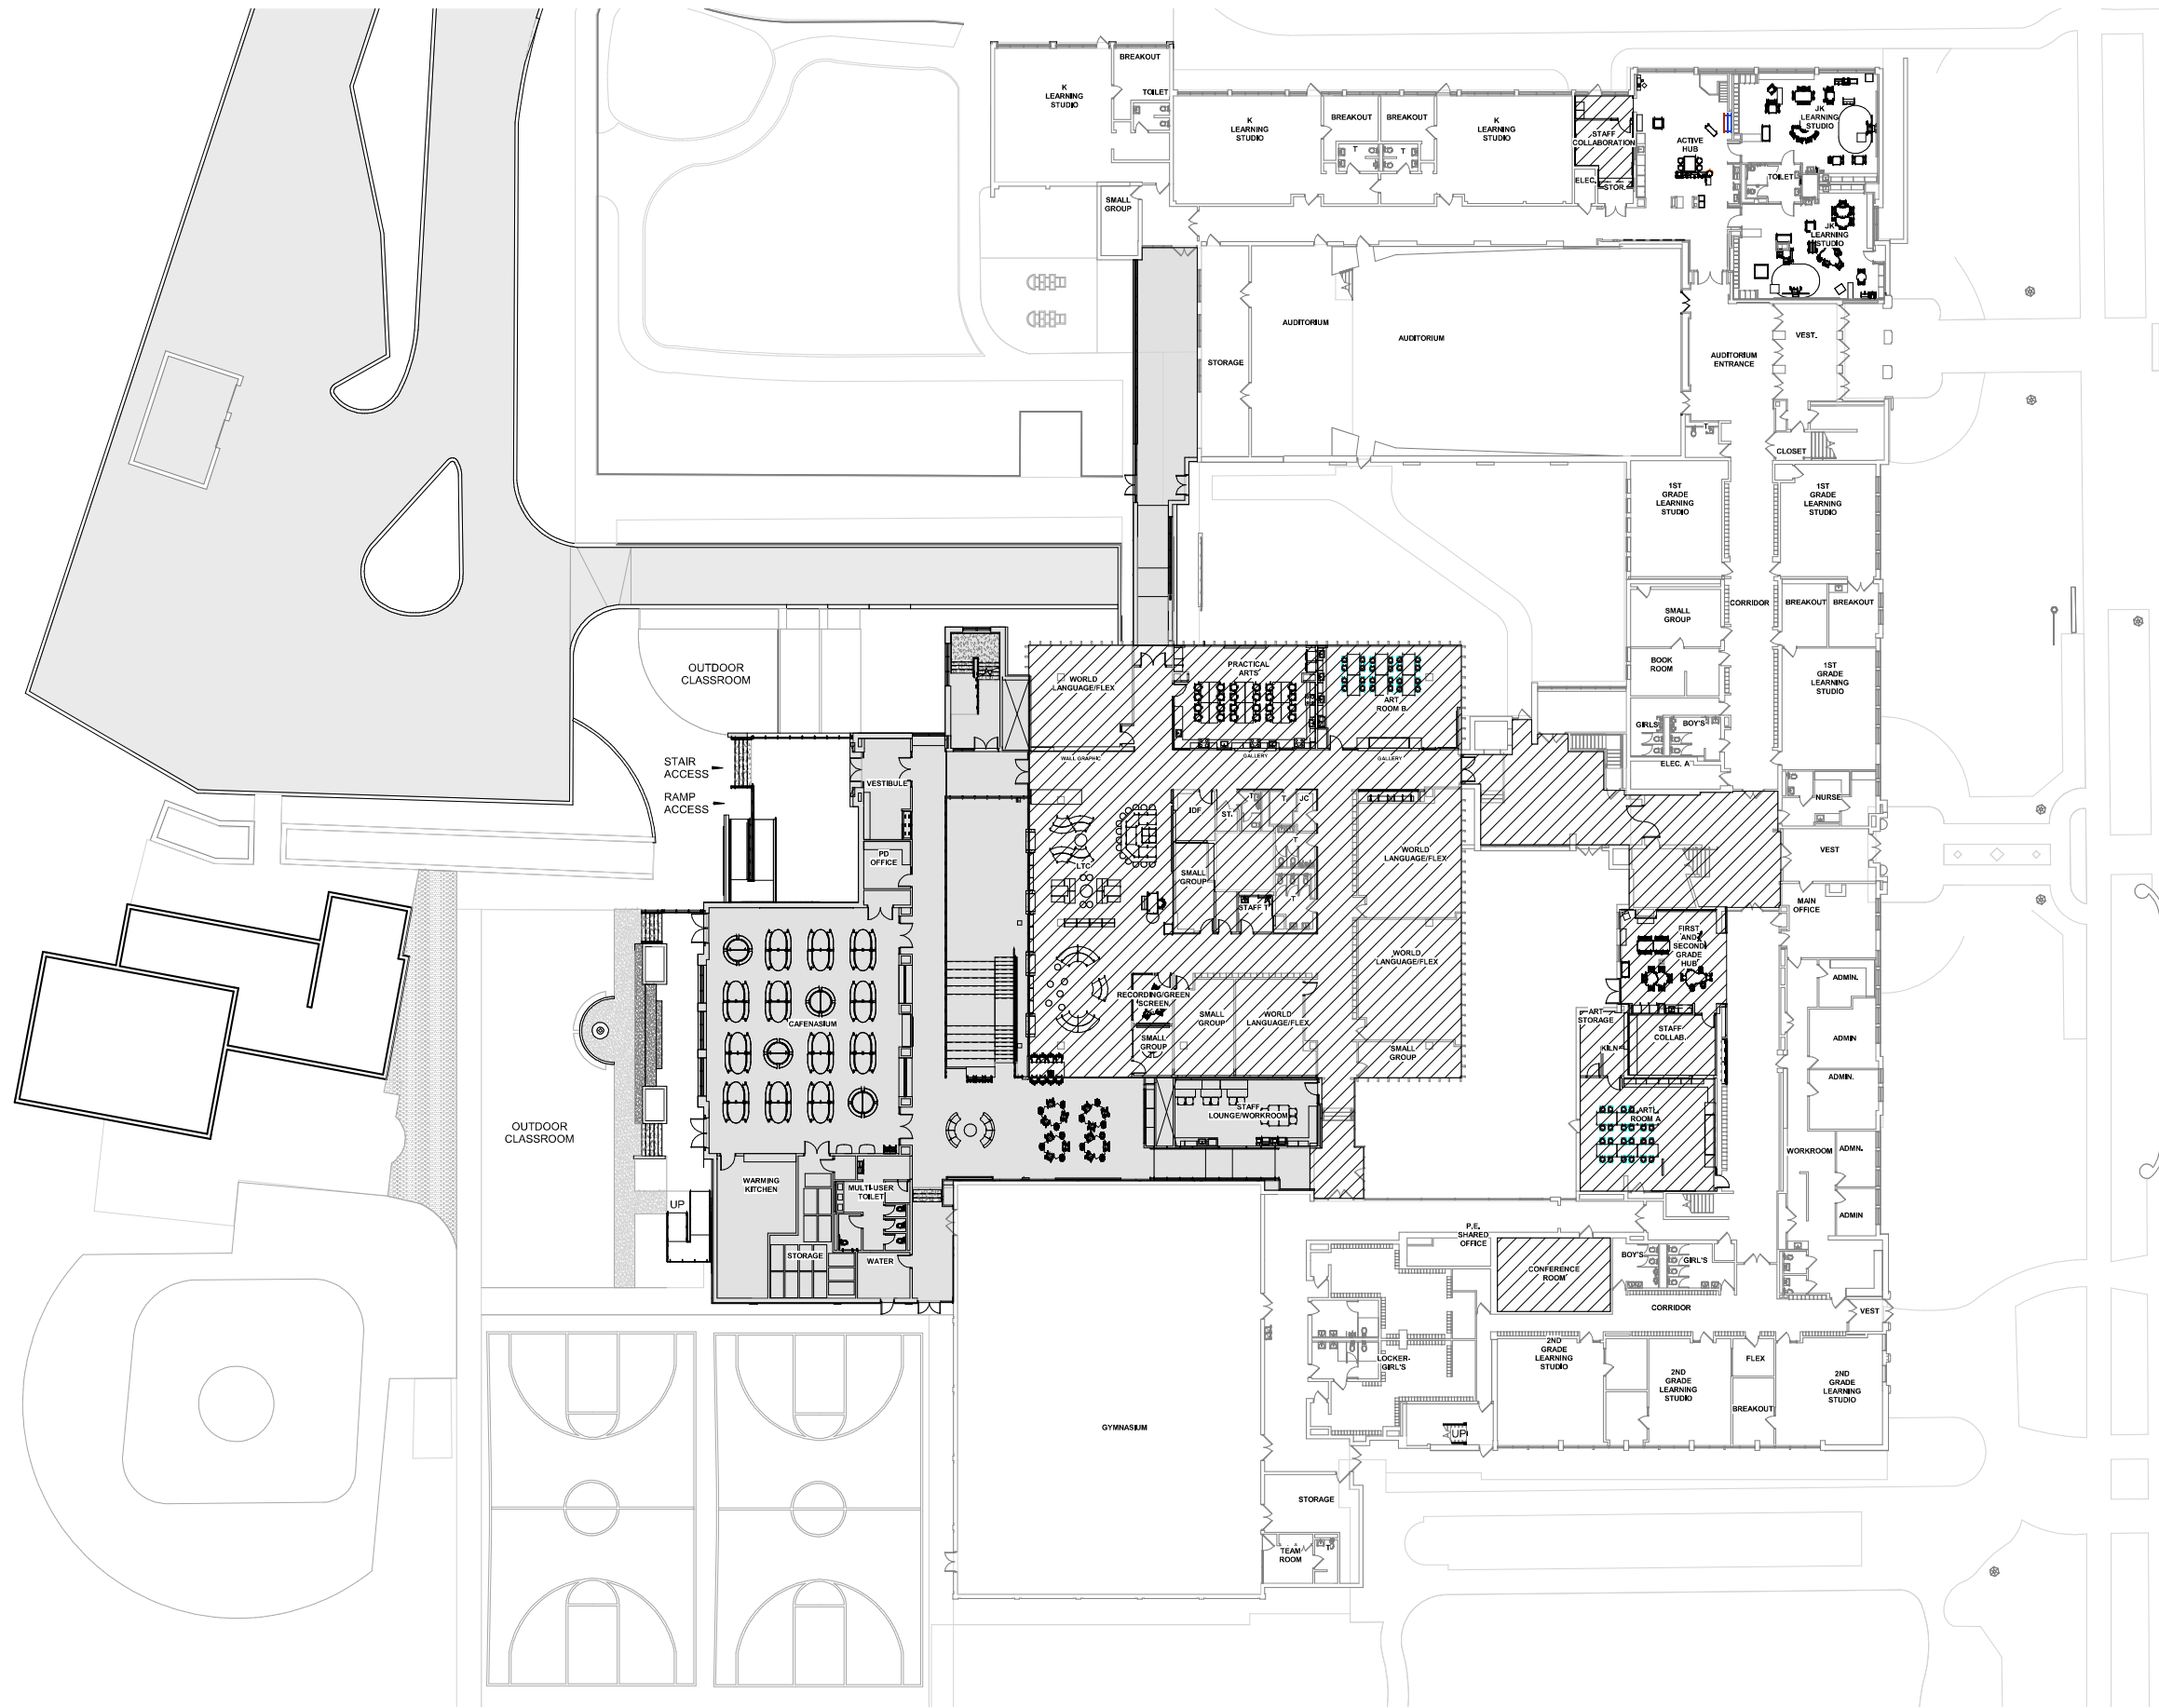 BREAKOUT
K
LEARNING
STUDIO
TOILET
K
LEARNING
STUDIO
BREAKOUT
BREAKOUT
K
LEARNING
STUDIO
T
T
STAFF
COLLABORATION
ELEC.
STOR.
ACTIVE
HUB
JK
LEARNING
STUDIO
TOILET
SMALL
GROUP
JK
LEARNING
STUDIO
AUDITORIUM
AUDITORIUM
STORAGE
AUDITORIUM
ENTRANCE
VEST.
T
CLOSET
1ST
GRADE
LEARNING
STUDIO
1ST
GRADE
LEARNING
STUDIO
SMALL
GROUP
CORRIDOR
BREAKOUT
BREAKOUT
BOOK
ROOM
1ST
GRADE
LEARNING
STUDIO
GIRLS
BOY'S
ELEC. A
NURSE
VEST
MAIN
OFFICE
OUTDOOR
CLASSROOM
WORLD
LANGUAGE/FLEX
PRACTICAL
ARTS
ART
ROOM B
WALL GRAPHIC
GALLERY
GALLERY
STAIR
ACCESS
RAMP
ACCESS
VESTIBULE
PD
OFFICE
LTC
IDF
ST.
T
T
JC
T
SMALL
GROUP
STAFF T
T
WORLD
LANGUAGE/FLEX
WORLD
LANGUAGE/FLEX
RECORDING/GREEN
SCREEN
SMALL
GROUP
SMALL
GROUP
WORLD
LANGUAGE/FLEX
SMALL
GROUP
CAFENASIUM
STAFF
LOUNGE/WORKROOM
FIRST
AND
SECOND
GRADE
HUB
ART
STORAGE
KILN
STAFF
COLLAB.
ART
ROOM A
ADMIN.
ADMIN
ADMIN.
WORKROOM
ADMN.
ADMIN
OUTDOOR
CLASSROOM
UP
WARMING
KITCHEN
MULTI-USER
TOILET
STORAGE
WATER
P.E.
SHARED
OFFICE
CONFERENCE
ROOM
BOY'S
GIRL'S
CORRIDOR
VEST
LOCKER-
GIRL'S
UP
2ND
GRADE
LEARNING
STUDIO
2ND
GRADE
LEARNING
STUDIO
FLEX
BREAKOUT
2ND
GRADE
LEARNING
STUDIO
GYMNASIUM
STORAGE
TEAM
ROOM
T